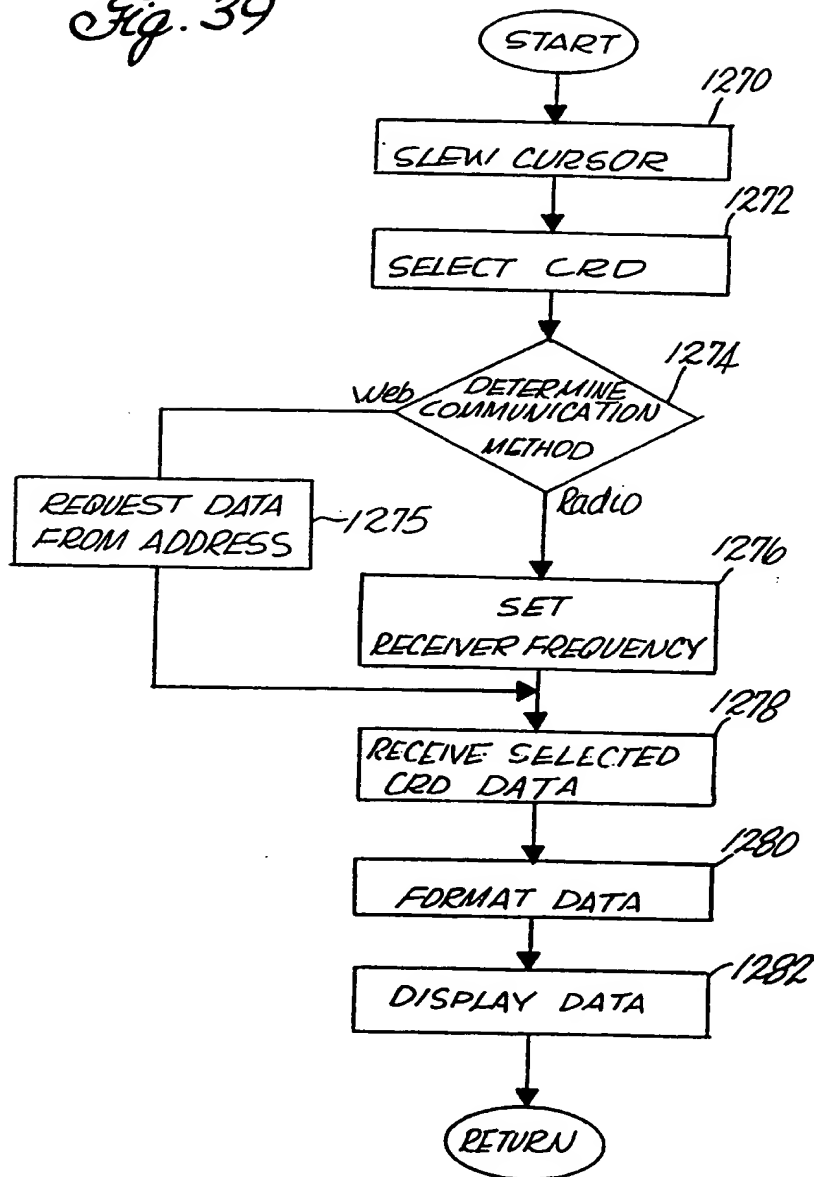 Fig. 39
START
1270
SLEW CURSOR
1272
SELECT CRD
1274
Web
DETERMINE
COMMUNICATION
METHOD
Radio
REQUEST DATA
FROM ADDRESS
1275
1276
SET
RECEIVER FREQUENCY
1278
RECEIVE SELECTED
CRD DATA
1280
FORMAT DATA
1282
DISPLAY DATA
RETURN